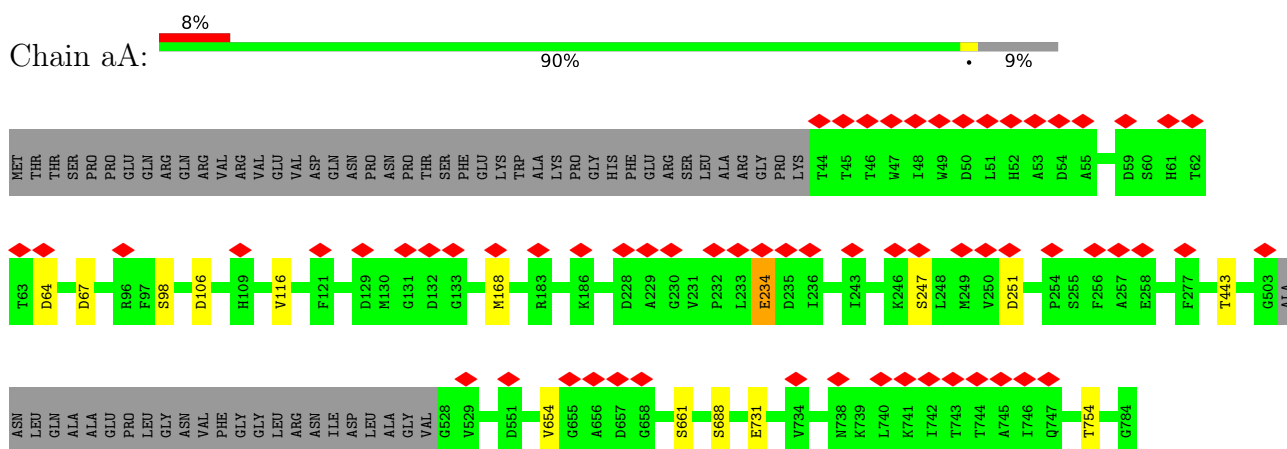 8%
Chain aA:
90%
•
9%
MET THR THR SER PRO PRO GLU GLN ARG GLN ARG VAL ARG VAL GLU VAL ASP GLN ASN PRO ASN PRO THR SER PHE GLU LYS TRP ALA LYS PRO GLY HIS PHE GLU ARG SER LEU ALA ARG GLY PRO LYS T44 T45 T46 W47 I48 W49 D50 L51 H52 A53 D54 A55 D59 S60 H61 T62
T63 D64 D67 R96 F97 S98 D106 H109 V116 F121 D129 M130 G131 D132 G133 M168 R183 K186 D228 A229 G230 V231 P232 L233 E234 D235 I236 I243 K246 S247 L248 M249 V250 D251 P254 S255 F256 A257 E258 F277 T443 G503 ALA
ASN LEU GLN ALA ALA GLU PRO LEU GLY ASN VAL PHE GLY GLY LEU ARG ASN ILE ASP LEU ALA GLY VAL G528 V529 D551 V654 G655 A656 D657 G658 S661 S688 E731 V734 N738 K739 L740 K741 I742 T743 T744 A745 I746 Q747 T754 G784